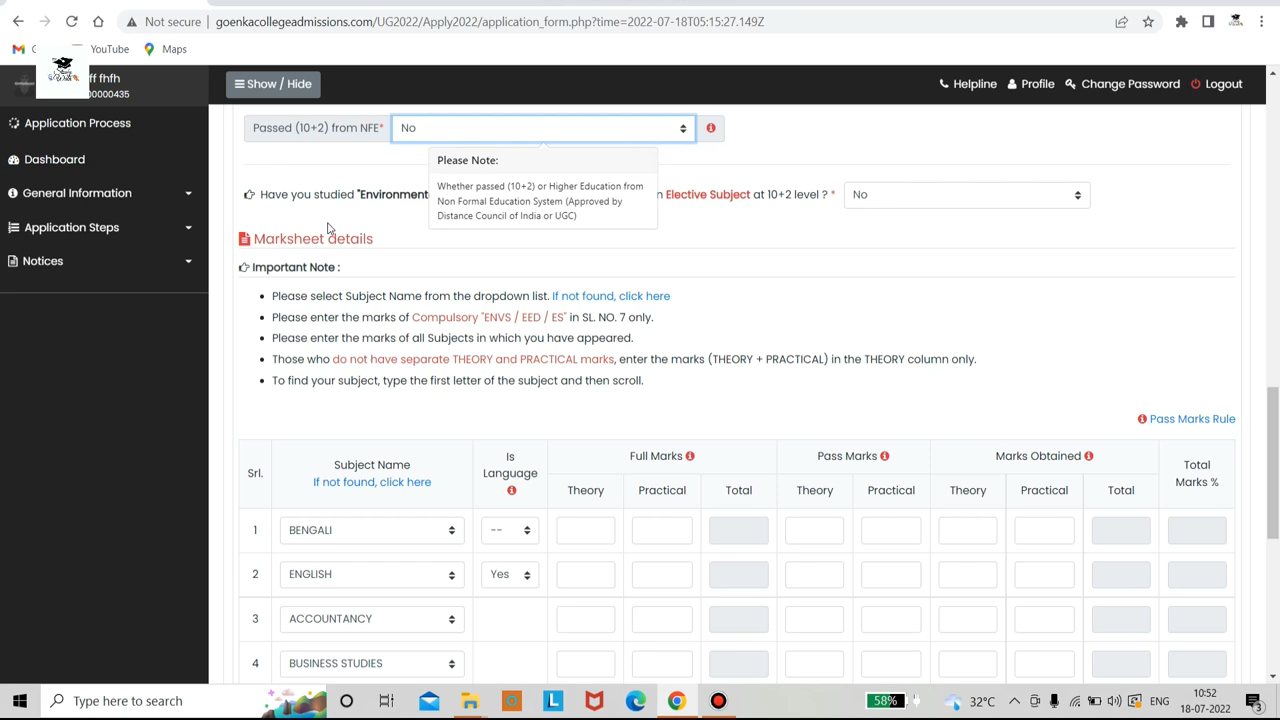 Not secure
goenkacollegeadmissions.com/UG2022/Apply2022/application_form.php?time=2022-07-18T05:15:27.149Z
YouTube
Maps
ff fhfh
00000435
Show / Hide
Helpline
Profile
Change Password
Logout
Application Process
Dashboard
General Information
Application Steps
Notices
Passed (10+2) from NFE*
No
Please Note:
Whether passed (10+2) or Higher Education from
Non Formal Education System (Approved by
Distance Council of India or UGC)
Have you studied "Environment
n Elective Subject at 10+2 level ? *
No
Marksheet details
Important Note :
Please select Subject Name from the dropdown list. If not found, click here
Please enter the marks of Compulsory "ENVS / EED / ES" in SL. NO. 7 only.
Please enter the marks of all Subjects in which you have appeared.
Those who do not have separate THEORY and PRACTICAL marks, enter the marks (THEORY + PRACTICAL) in the THEORY column only.
To find your subject, type the first letter of the subject and then scroll.
Pass Marks Rule
Srl.
Subject Name
If not found, click here
Is
Language
Full Marks
Pass Marks
Marks Obtained
Total
Marks %
Theory
Practical
Total
Theory
Practical
Theory
Practical
Total
1
BENGALI
--
2
ENGLISH
Yes
3
ACCOUNTANCY
4
BUSINESS STUDIES
Type here to search
58%
32°C
ENG
10:52
18-07-2022
3